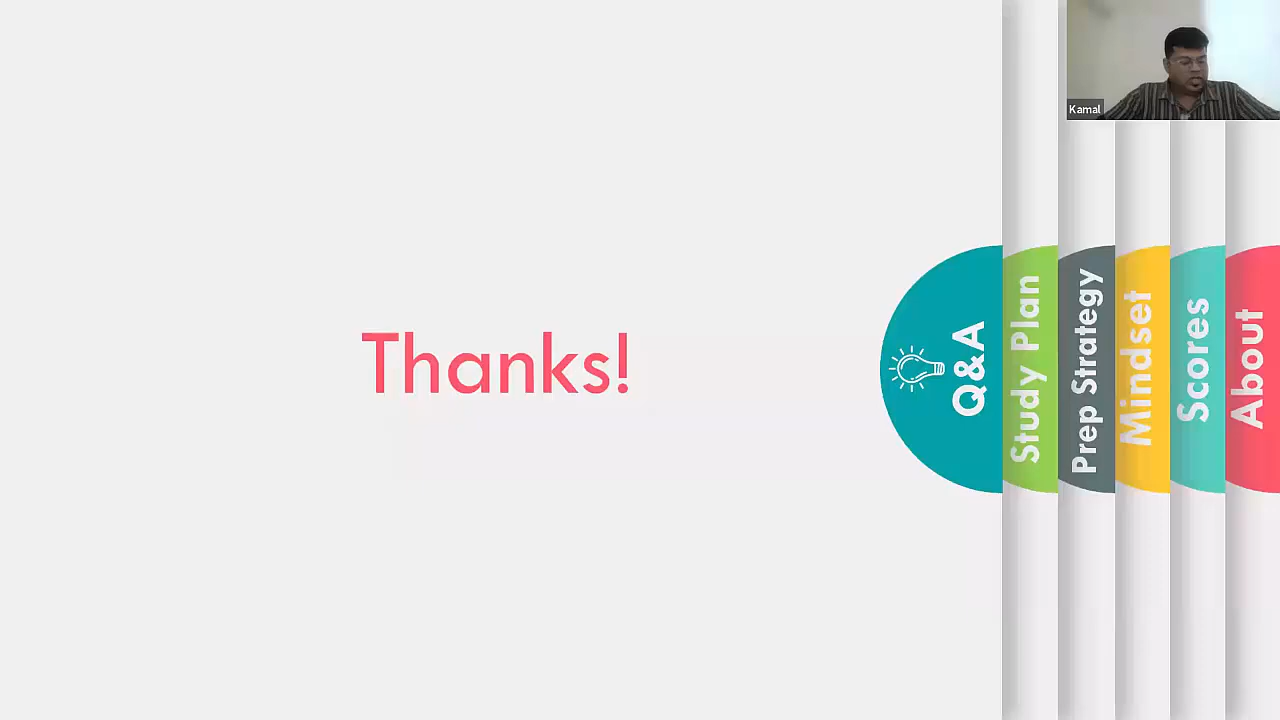 Kamal
Thanks!
Q&A
Study Plan
Prep Strategy
Mindset
Scores
About